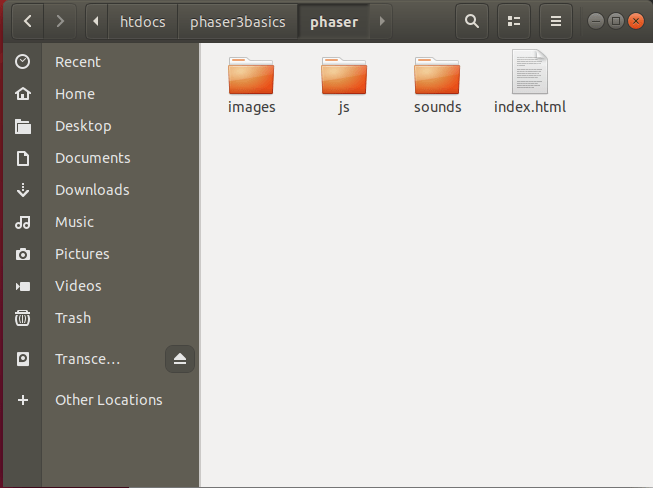 htdocs phaser3basics phaser
Recent
Home
Desktop
Documents
Downloads
Music
Pictures
Videos
Trash
Transce...
Other Locations
images js sounds index.html